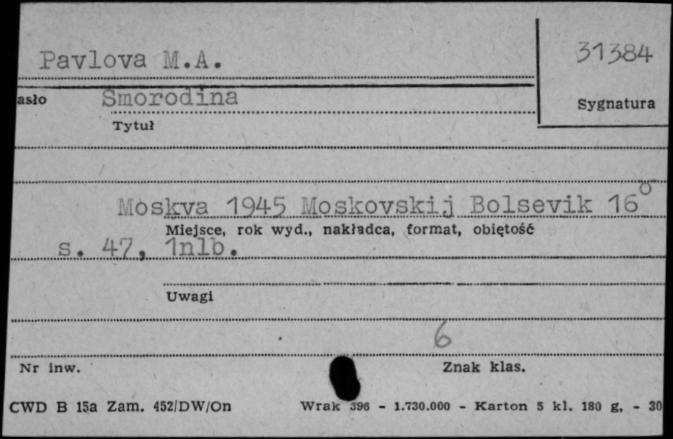 Pavlova M.A.
31384
asło Smorodina
Sygnatura
Tytuł
Moskva 1945 Moskovskij Bolsevik 16°
Miejsce, rok wyd., nakładca, format, obiętość
s. 47, 1nlb.
Uwagi
6
Nr inw. Znak klas.
CWD B 15a Zam. 452/DW/On Wrak 396 - 1.730.000 - Karton 5 kl. 180 g, - 30